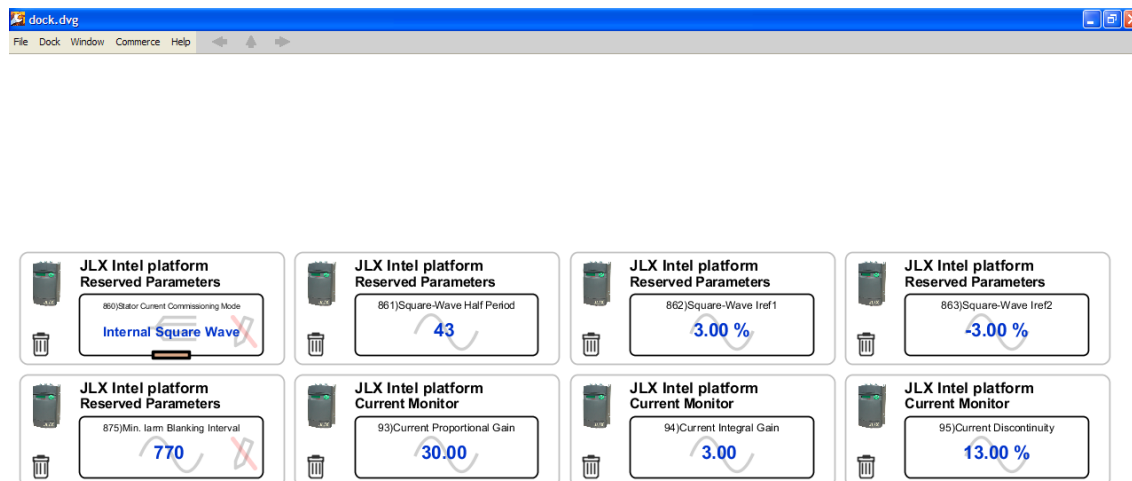 dock.dvg
File Dock Window Commerce Help
JLX Intel platform
Reserved Parameters
860)Stator Current Commissioning Mode
Internal Square Wave
JLX Intel platform
Reserved Parameters
861)Square-Wave Half Period
43
JLX Intel platform
Reserved Parameters
862)Square-Wave Iref1
3.00 %
JLX Intel platform
Reserved Parameters
863)Square-Wave Iref2
-3.00 %
JLX Intel platform
Reserved Parameters
875)Min. Iarm Blanking Interval
770
JLX Intel platform
Current Monitor
93)Current Proportional Gain
30.00
JLX Intel platform
Current Monitor
94)Current Integral Gain
3.00
JLX Intel platform
Current Monitor
95)Current Discontinuity
13.00 %